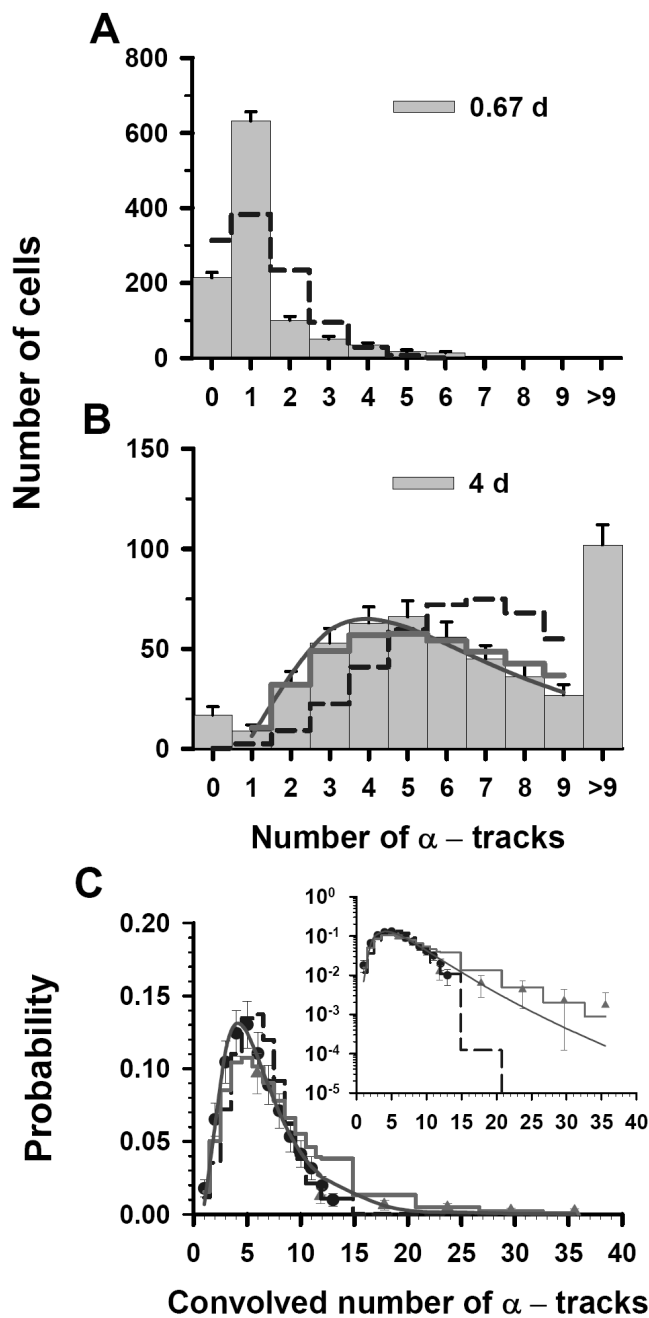 A
800
600
400
200
0
0.67 d
0 1 2 3 4 5 6 7 8 9 >9
Number of cells
B
150
100
50
0
4 d
0 1 2 3 4 5 6 7 8 9 >9
Number of α – tracks
C
0.20
0.15
0.10
0.05
0.00
Probability
10⁰
10⁻¹
10⁻²
10⁻³
10⁻⁴
10⁻⁵
0 5 10 15 20 25 30 35 40
0 5 10 15 20 25 30 35 40
Convolved number of α – tracks